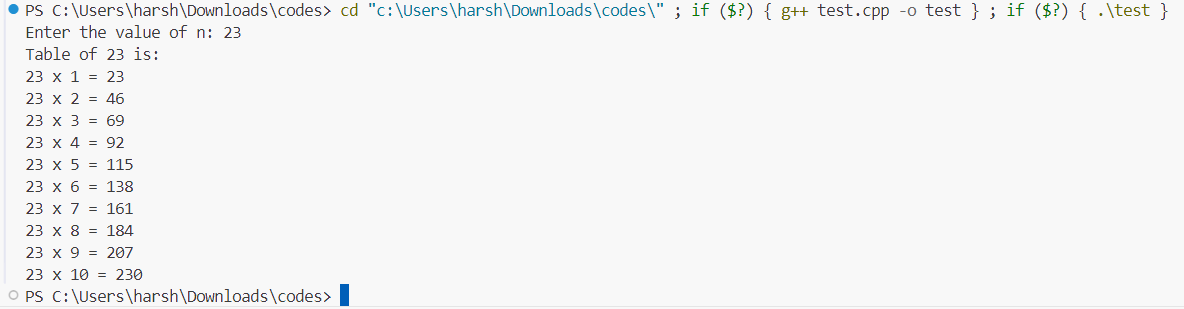 PS C:\Users\harsh\Downloads\codes> cd "c:\Users\harsh\Downloads\codes\" ; if ($?) { g++ test.cpp -o test } ; if ($?) { .\test }
Enter the value of n: 23
Table of 23 is:
23 x 1 = 23
23 x 2 = 46
23 x 3 = 69
23 x 4 = 92
23 x 5 = 115
23 x 6 = 138
23 x 7 = 161
23 x 8 = 184
23 x 9 = 207
23 x 10 = 230
PS C:\Users\harsh\Downloads\codes>